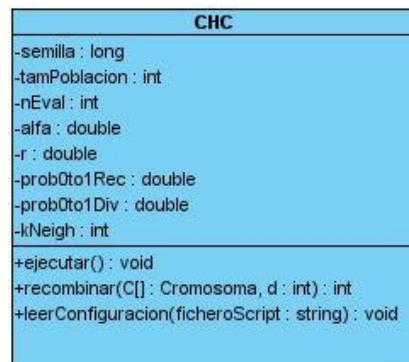 CHC
-semilla : long
-tamPoblacion : int
-nEval : int
-alfa : double
-r : double
-prob0to1Rec : double
-prob0to1Div : double
-kNeigh : int
+ejecutar() : void
+recombinar(C[] : Cromosoma, d : int) : int
+leerConfiguracion(ficheroScript : string) : void